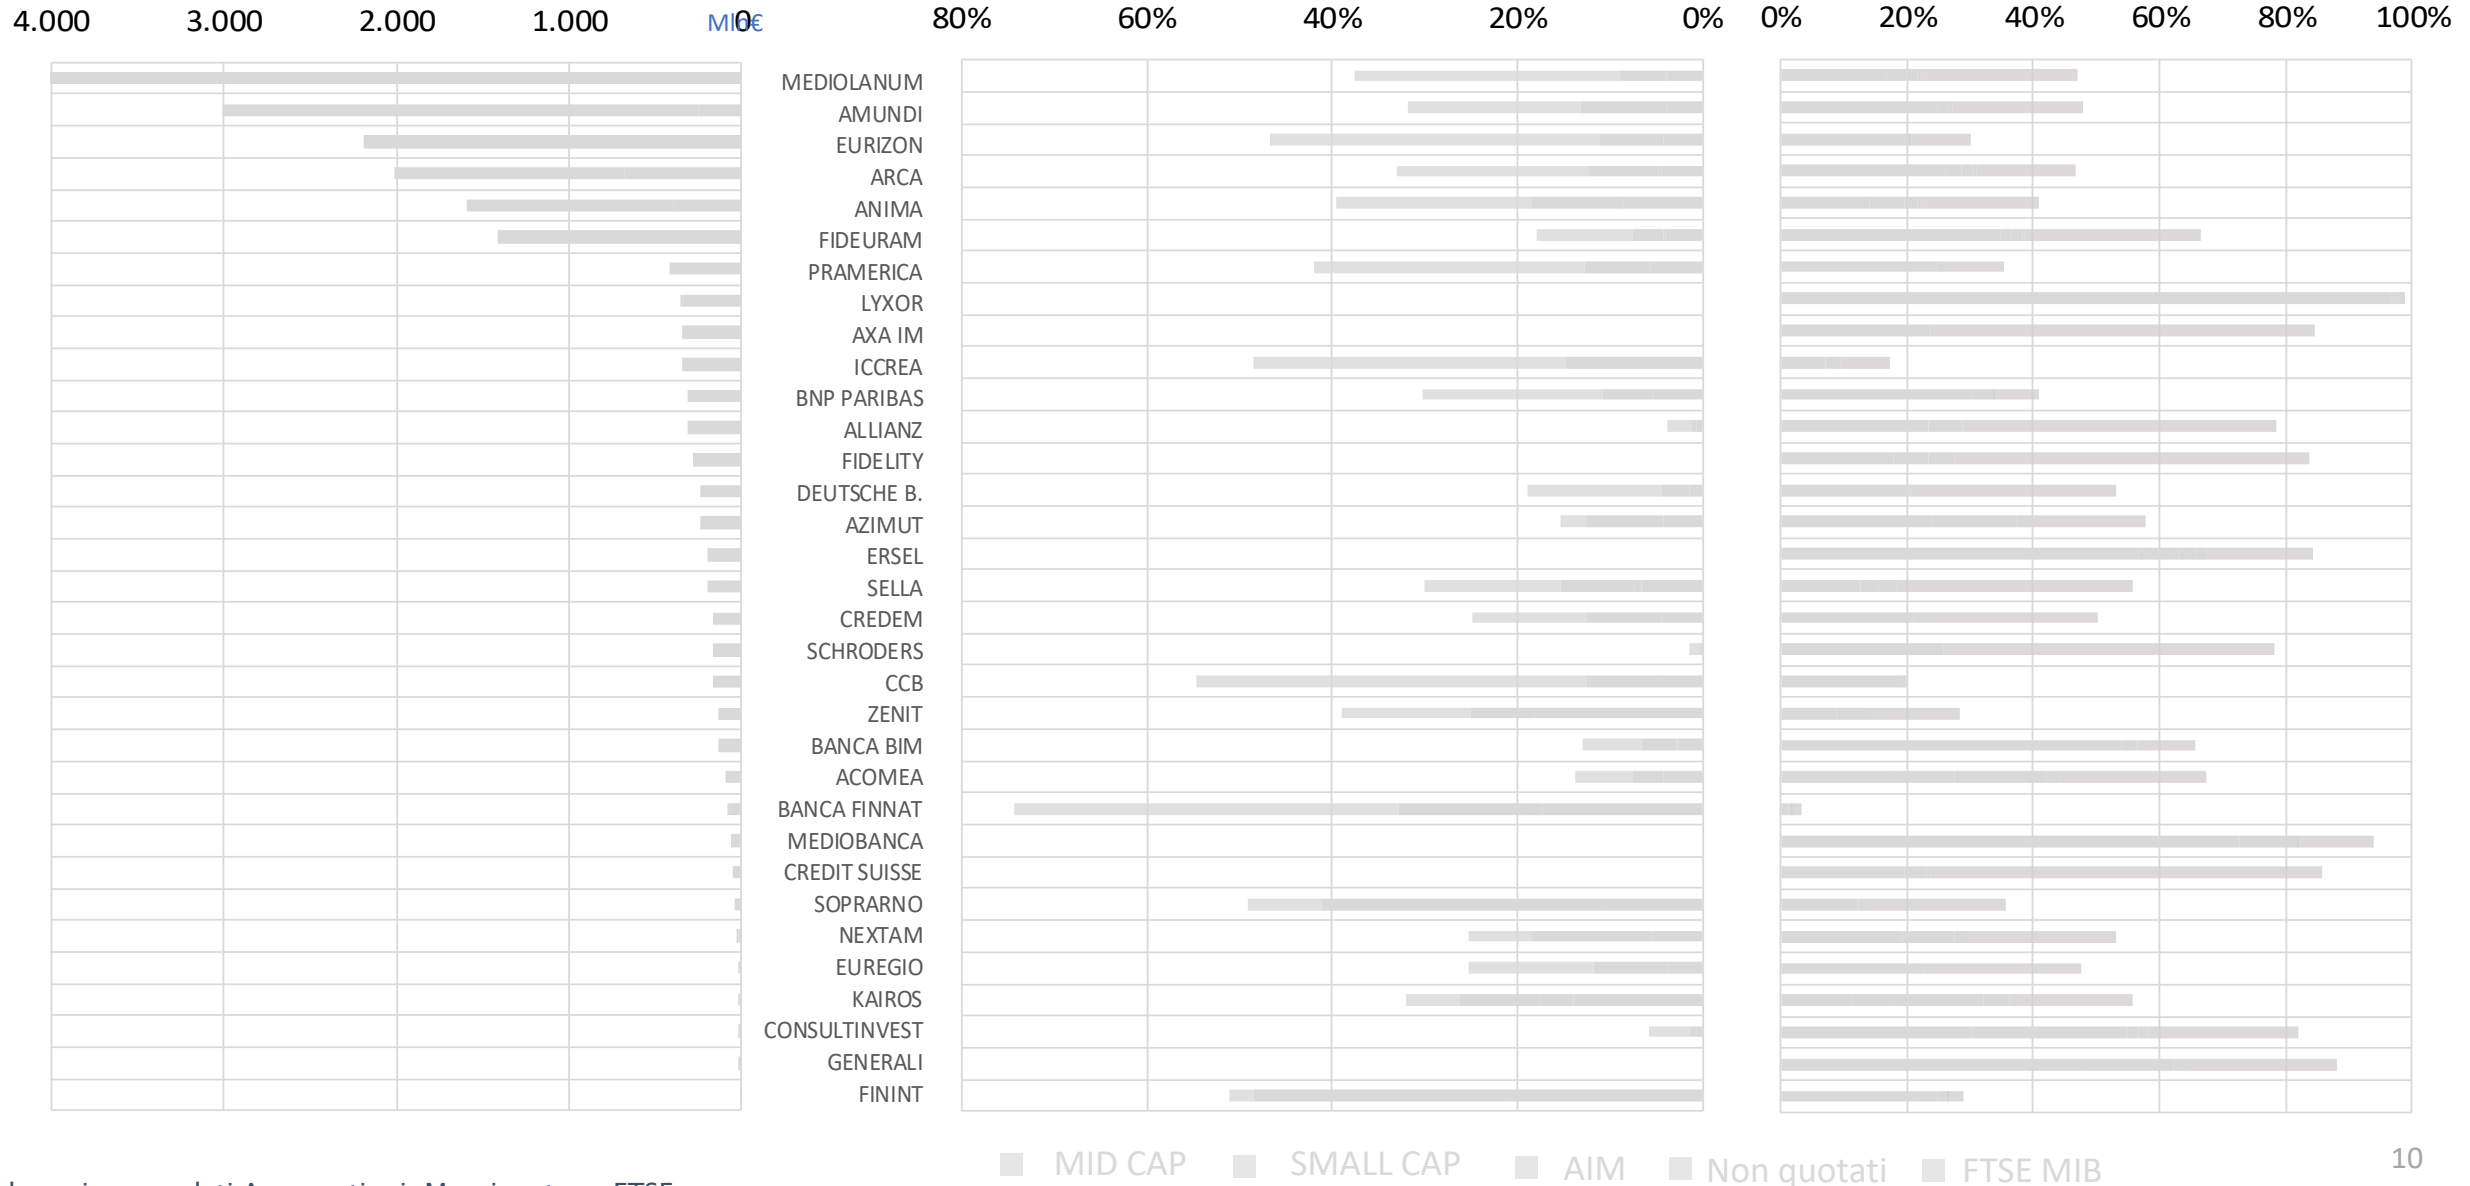 4.000 3.000 2.000 1.000 Mln€ 0 80% 60% 40% 20% 0% 0% 20% 40% 60% 80% 100%
MEDIOLANUM
AMUNDI
EURIZON
ARCA
ANIMA
FIDEURAM
PRAMERICA
LYXOR
AXA IM
ICCREA
BNP PARIBAS
ALLIANZ
FIDELITY
DEUTSCHE B.
AZIMUT
ERSEL
SELLA
CREDEM
SCHRODERS
CCB
ZENIT
BANCA BIM
ACOMEA
BANCA FINNAT
MEDIOBANCA
CREDIT SUISSE
SOPRARNO
NEXTAM
EUREGIO
KAIROS
CONSULTINVEST
GENERALI
FININT
MID CAP SMALL CAP AIM Non quotati FTSE MIB
10